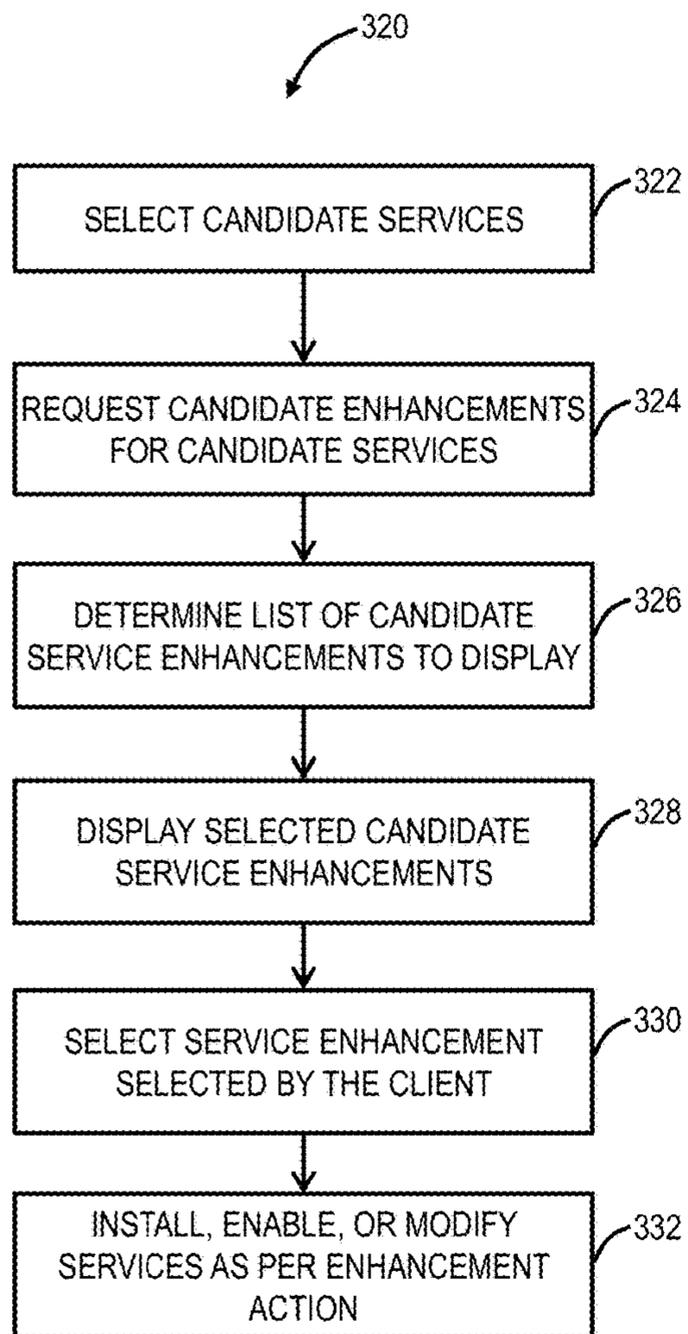 320
322
SELECT CANDIDATE SERVICES
324
REQUEST CANDIDATE ENHANCEMENTS
FOR CANDIDATE SERVICES
326
DETERMINE LIST OF CANDIDATE
SERVICE ENHANCEMENTS TO DISPLAY
328
DISPLAY SELECTED CANDIDATE
SERVICE ENHANCEMENTS
330
SELECT SERVICE ENHANCEMENT
SELECTED BY THE CLIENT
332
INSTALL, ENABLE, OR MODIFY
SERVICES AS PER ENHANCEMENT
ACTION